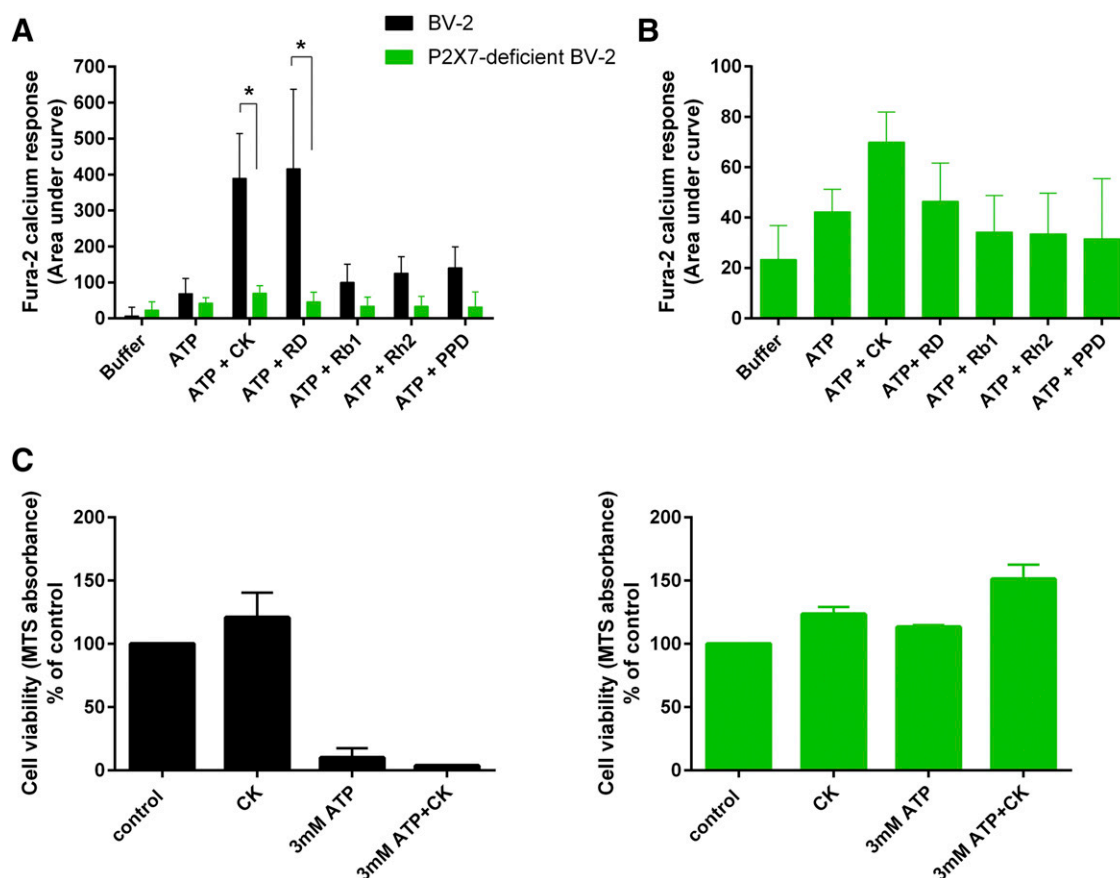 A
BV-2
P2X7-deficient BV-2
Fura-2 calcium response
(Area under curve)
700
600
500
400
300
200
100
0
*
*
Buffer
ATP
ATP + CK
ATP + RD
ATP + Rb1
ATP + Rh2
ATP + PPD
B
Fura-2 calcium response
(Area under curve)
100
80
60
40
20
0
Buffer
ATP
ATP + CK
ATP+ RD
ATP + Rb1
ATP + Rh2
ATP + PPD
C
Cell viability (MTS absorbance)
% of control
200
150
100
50
0
control
CK
3mM ATP
3mM ATP+CK
Cell viability (MTS absorbance)
% of control
200
150
100
50
0
control
CK
3mM ATP
3mM ATP+CK